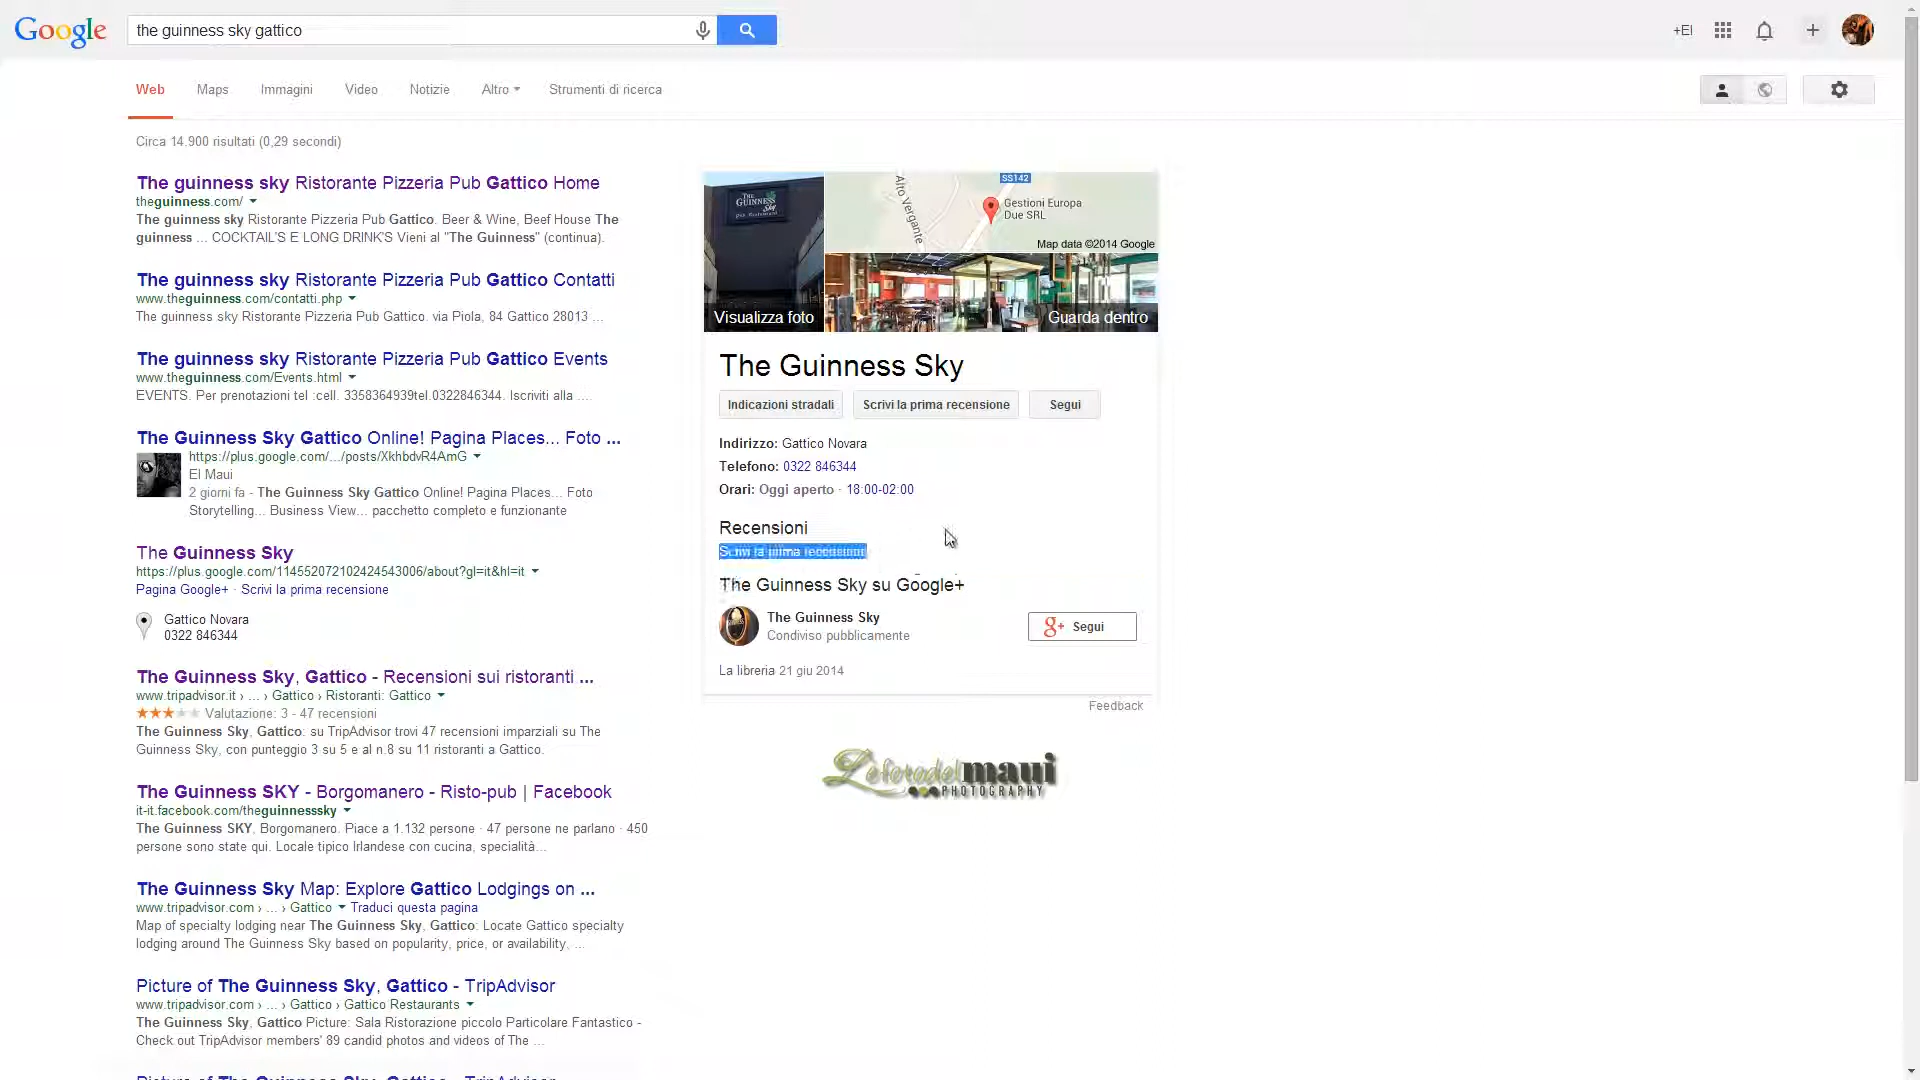 Google
the guinness sky gattico
+El
Web Maps Immagini Video Notizie Altro Strumenti di ricerca
Circa 14.900 risultati (0,29 secondi)
The guinness sky Ristorante Pizzeria Pub Gattico Home
theguinness.com/
The guinness sky Ristorante Pizzeria Pub Gattico. Beer & Wine, Beef House The
guinness ... COCKTAIL'S E LONG DRINK'S Vieni al "The Guinness" (continua).
The guinness sky Ristorante Pizzeria Pub Gattico Contatti
www.theguinness.com/contatti.php
The guinness sky Ristorante Pizzeria Pub Gattico. via Piola, 84 Gattico 28013 ...
The guinness sky Ristorante Pizzeria Pub Gattico Events
www.theguinness.com/Events.html
EVENTS. Per prenotazioni tel :cell. 3358364939tel.0322846344. Iscriviti alla ....
The Guinness Sky Gattico Online! Pagina Places... Foto ...
https://plus.google.com/.../posts/XkhbdvR4AmG
El Maui
2 giorni fa - The Guinness Sky Gattico Online! Pagina Places... Foto
Storytelling... Business View... pacchetto completo e funzionante
The Guinness Sky
https://plus.google.com/114552072102424543006/about?gl=it&hl=it
Pagina Google+ · Scrivi la prima recensione
Gattico Novara
0322 846344
The Guinness Sky, Gattico - Recensioni sui ristoranti ...
www.tripadvisor.it › ... › Gattico › Ristoranti: Gattico
Valutazione: 3 - 47 recensioni
The Guinness Sky, Gattico: su TripAdvisor trovi 47 recensioni imparziali su The
Guinness Sky, con punteggio 3 su 5 e al n.8 su 11 ristoranti a Gattico.
The Guinness SKY - Borgomanero - Risto-pub | Facebook
it-it.facebook.com/theguinnesssky
The Guinness SKY, Borgomanero. Piace a 1.132 persone · 47 persone ne parlano · 450
persone sono state qui. Locale tipico Irlandese con cucina, specialità...
The Guinness Sky Map: Explore Gattico Lodgings on ...
www.tripadvisor.com › ... › Gattico Traduci questa pagina
Map of specialty lodging near The Guinness Sky, Gattico: Locate Gattico specialty
lodging around The Guinness Sky based on popularity, price, or availability, ...
Picture of The Guinness Sky, Gattico - TripAdvisor
www.tripadvisor.com › ... › Gattico › Gattico Restaurants
The Guinness Sky, Gattico Picture: Sala Ristorazione piccolo Particolare Fantastico -
Check out TripAdvisor members' 89 candid photos and videos of The ...
Picture of The Guinness Sky, Gattico - TripAdvisor
THE
GUINNESS
Sky
Visualizza foto
SS142
Alto Vergante
Gestioni Europa
Due SRL
Map data ©2014 Google
Guarda dentro
The Guinness Sky
Indicazioni stradali Scrivi la prima recensione Segui
Indirizzo: Gattico Novara
Telefono: 0322 846344
Orari: Oggi aperto · 18:00-02:00
Recensioni
Scrivi la prima recensione
The Guinness Sky su Google+
The Guinness Sky
Condiviso pubblicamente
g+ Segui
La libreria 21 giu 2014
Feedback
Lefotodelmaui
PHOTOGRAPHY